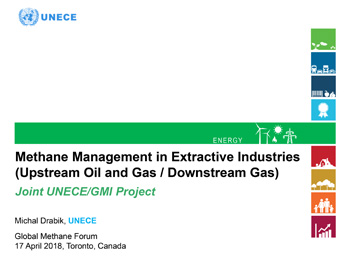 UNECE
ENERGY
Methane Management in Extractive Industries
(Upstream Oil and Gas / Downstream Gas)
Joint UNECE/GMI Project
Michal Drabik, UNECE
Global Methane Forum
17 April 2018, Toronto, Canada